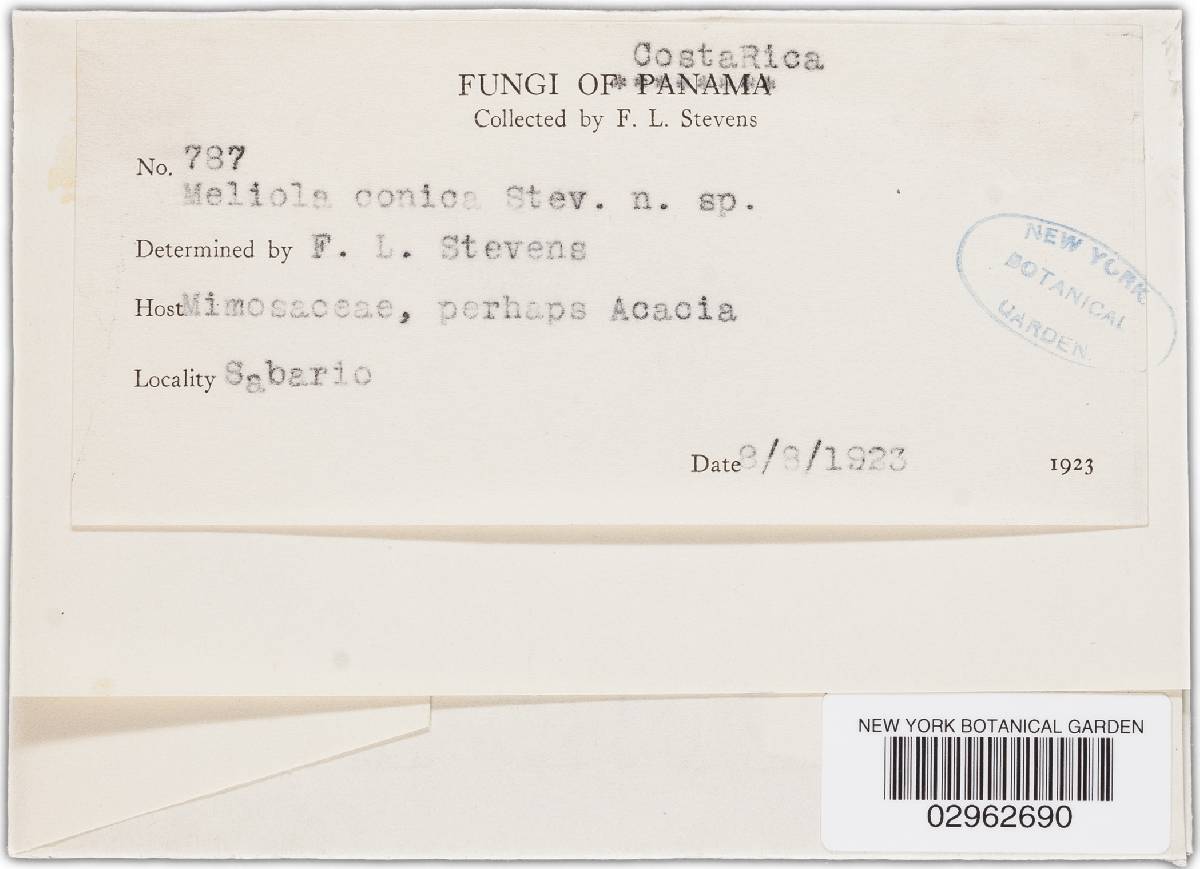 CostaRica
FUNGI OF PANAMA
Collected by F. L. Stevens
No. 787
Meliola conica Stev. n. sp.
Determined by F. L. Stevens
Host Mimosaceae, perhaps Acacia
Locality Sabario
Date 8/8/1923 1923
NEW YORK
BOTANICAL
GARDEN.
NEW YORK BOTANICAL GARDEN
02962690